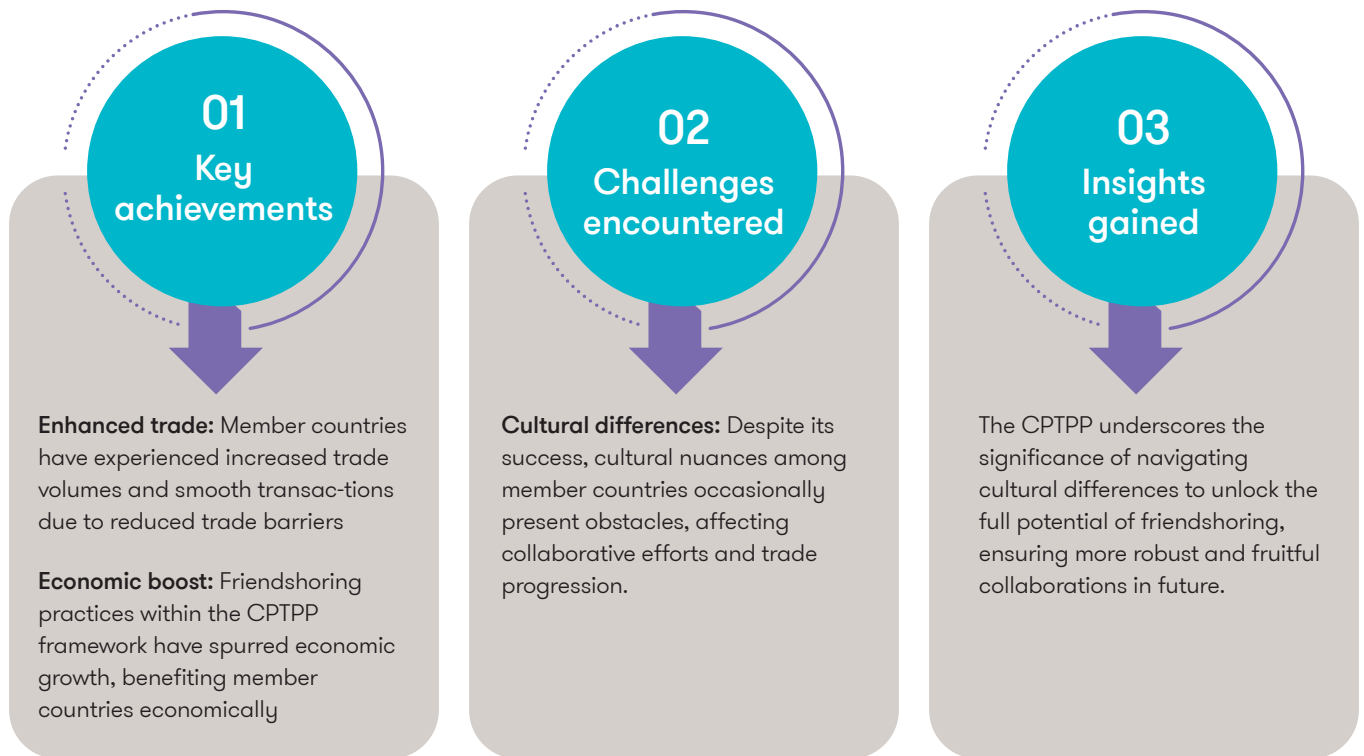 01
Key
achievements
Enhanced trade: Member countries
have experienced increased trade
volumes and smooth transac-tions
due to reduced trade barriers
Economic boost: Friendshoring
practices within the CPTPP
framework have spurred economic
growth, benefiting member
countries economically
02
Challenges
encountered
Cultural differences: Despite its
success, cultural nuances among
member countries occasionally
present obstacles, affecting
collaborative efforts and trade
progression.
03
Insights
gained
The CPTPP underscores the
significance of navigating
cultural differences to unlock the
full potential of friendshoring,
ensuring more robust and fruitful
collaborations in future.